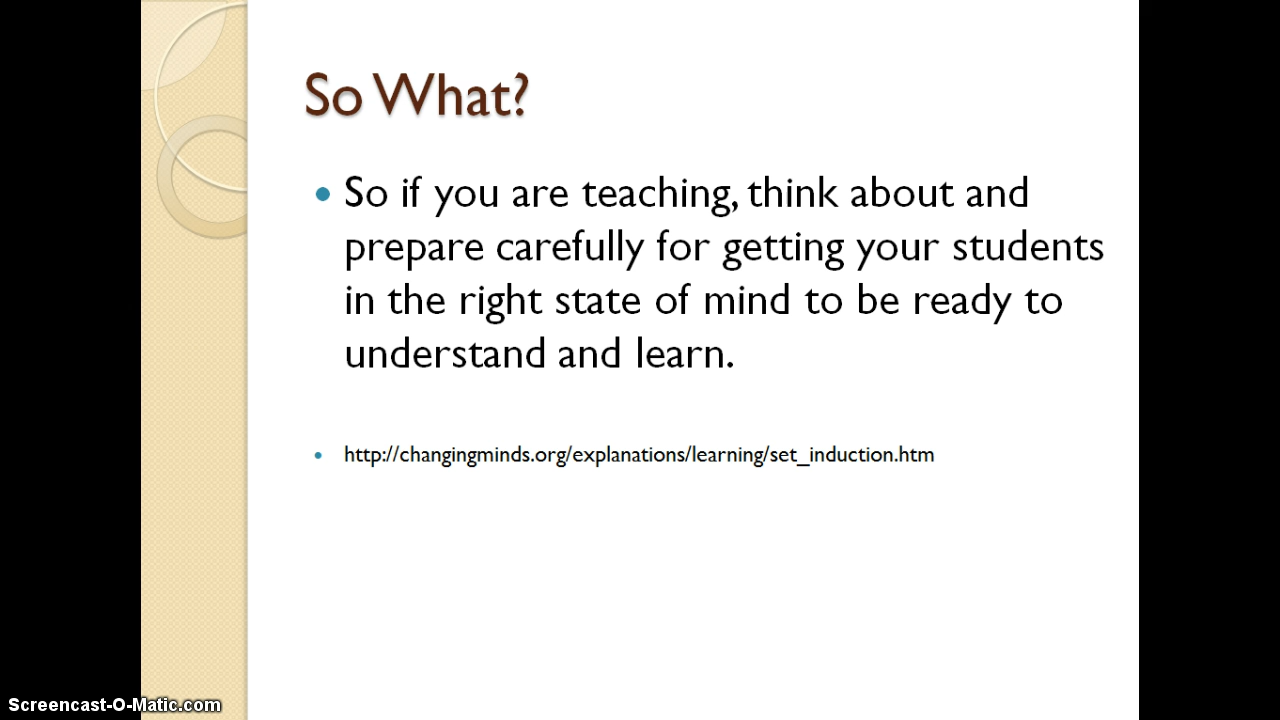 So What?
So if you are teaching, think about and
prepare carefully for getting your students
in the right state of mind to be ready to
understand and learn.
http://changingminds.org/explanations/learning/set_induction.htm
Screencast-O-Matic.com